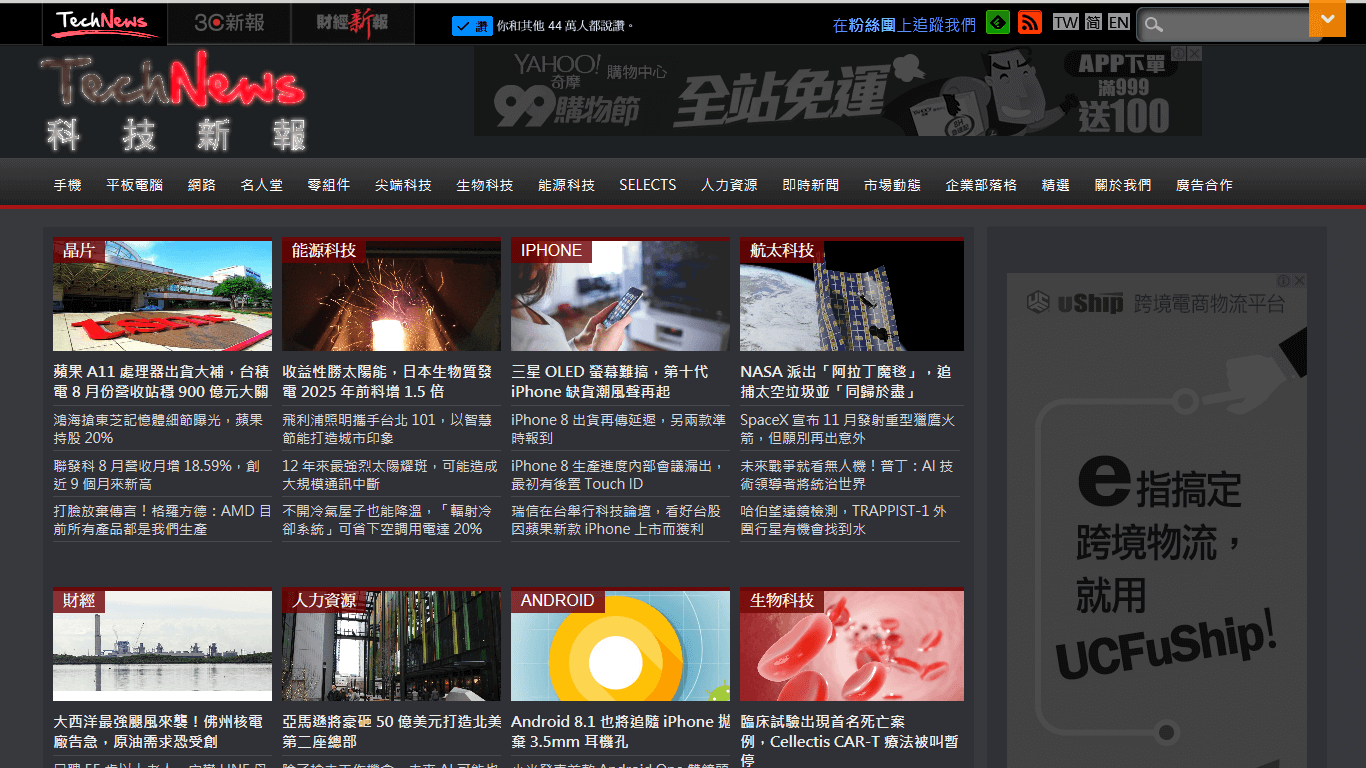 TechNews
3C新報
財經新報
讚 你和其他 44 萬人都說讚。
在粉絲團上追蹤我們
TW 简 EN
TechNews
科技新報
YAHOO! 奇摩 購物中心
99購物節
全站免運
APP下單
滿999
送100
手機 平板電腦 網路 名人堂 零組件 尖端科技 生物科技 能源科技 SELECTS 人力資源 即時新聞 市場動態 企業部落格 精選 關於我們 廣告合作
晶片
蘋果 A11 處理器出貨大補，台積
電 8 月份營收站穩 900 億元大關
鴻海搶東芝記憶體細節曝光，蘋果
持股 20%
聯發科 8 月營收月增 18.59%，創
近 9 個月來新高
打臉放棄傳言！格羅方德：AMD 目
前所有產品都是我們生產
能源科技
收益性勝太陽能，日本生物質發
電 2025 年前料增 1.5 倍
飛利浦照明攜手台北 101，以智慧
節能打造城市印象
12 年來最強烈太陽耀斑，可能造成
大規模通訊中斷
不開冷氣屋子也能降溫，「輻射冷
卻系統」可省下空調用電達 20%
IPHONE
三星 OLED 螢幕難搞，第十代
iPhone 缺貨潮風聲再起
iPhone 8 出貨再傳延遲，另兩款準
時報到
iPhone 8 生產進度內部會議漏出，
最初有後置 Touch ID
瑞信在台舉行科技論壇，看好台股
因蘋果新款 iPhone 上市而獲利
航太科技
NASA 派出「阿拉丁魔毯」，追
捕太空垃圾並「同歸於盡」
SpaceX 宣布 11 月發射重型獵鷹火
箭，但願別再出意外
未來戰爭就看無人機！普丁：AI 技
術領導者將統治世界
哈伯望遠鏡檢測，TRAPPIST-1 外
圍行星有機會找到水
uShip 跨境電商物流平台
e指搞定
跨境物流，
就用
UCFuShip!
財經
大西洋最強颶風來襲！佛州核電
廠告急，原油需求恐受創
人力資源
亞馬遜將豪砸 50 億美元打造北美
第二座總部
ANDROID
Android 8.1 也將追隨 iPhone 拋
棄 3.5mm 耳機孔
生物科技
臨床試驗出現首名死亡案
例，Cellectis CAR-T 療法被叫暫
停